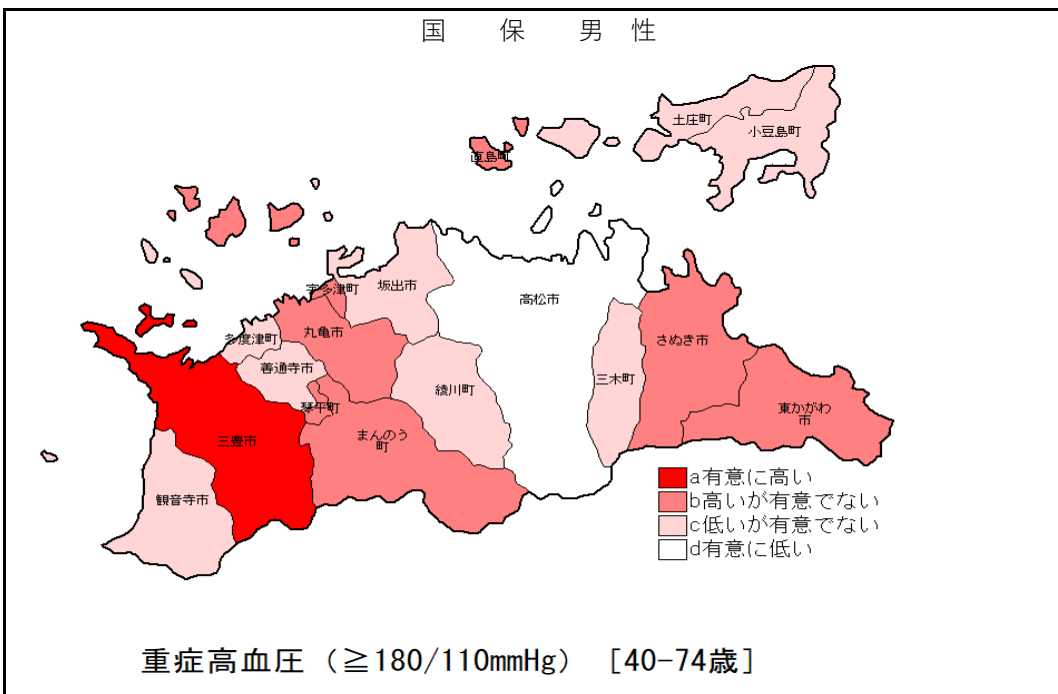 国 保 男 性
土庄町
小豆島町
直島町
宇多津町
坂出市
高松市
多度津町
丸亀市
さぬき市
善通寺市
綾川町
三木町
琴平町
東かがわ
市
まんのう
町
三豊市
観音寺市
a有意に高い
b高いが有意でない
c低いが有意でない
d有意に低い
重症高血圧（≧180/110mmHg） [40-74歳]